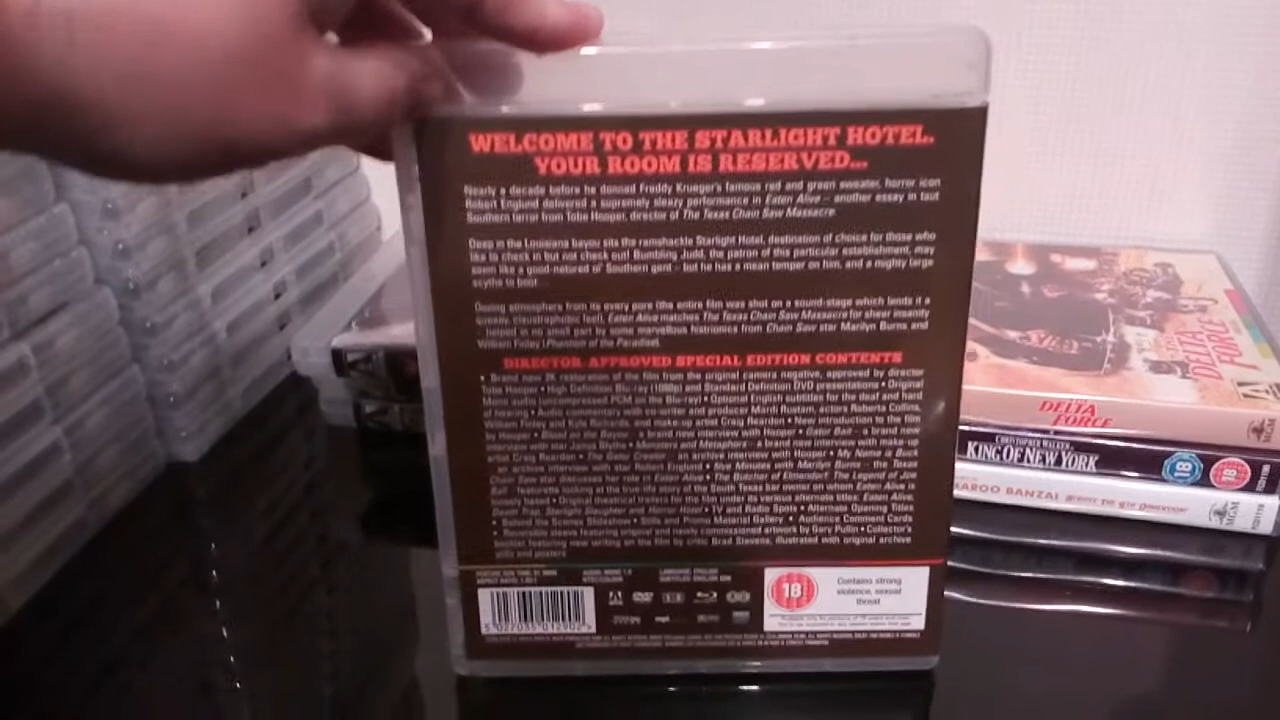 WELCOME TO THE STARLIGHT HOTEL.
YOUR ROOM IS RESERVED...
Nearly a decade before he donned Freddy Krueger's famous red and green sweater, horror icon
Robert Englund delivered a supremely sleazy performance in Eaten Alive – another essay in taut
Southern terror from Tobe Hooper, director of The Texas Chain Saw Massacre.
Deep in the Louisiana bayou sits the ramshackle Starlight Hotel, destination of choice for those who
like to check in but not check out! Bumbling Judd, the patron of this particular establishment, may
seem like a good-natured ol' Southern gent – but he has a mean temper on him, and a mighty large
scythe to boot...
Oozing atmosphere from its every pore (the entire film was shot on a sound-stage which lends it a
queasy, claustrophobic feel), Eaten Alive matches The Texas Chain Saw Massacre for sheer insanity
helped in no small part by some marvellous histrionics from Chain Saw star Marilyn Burns and
William Finley (Phantom of the Paradise).
DIRECTOR-APPROVED SPECIAL EDITION CONTENTS
• Brand new 2K restoration of the film from the original camera negative, approved by director
Tobe Hooper • High Definition Blu-ray (1080p) and Standard Definition DVD presentations • Original
Mono audio (uncompressed PCM on the Blu-ray) • Optional English subtitles for the deaf and hard
of hearing • Audio commentary with co-writer and producer Mardi Rustam, actors Roberta Collins,
William Finley and Kyle Richards, and make-up artist Craig Reardon • New introduction to the film
by Hooper • Blood on the Bayou – a brand new interview with Hooper • Gator Bait – a brand new
interview with star Janus Blythe • Monsters and Metaphors – a brand new interview with make-up
artist Craig Reardon • The Gator Creator – an archive interview with Hooper • My Name is Buck
– an archive interview with star Robert Englund • 5ive Minutes with Marilyn Burns – the Texas
Chain Saw star discusses her role in Eaten Alive • The Butcher of Elmendorf: The Legend of Joe
Ball – featurette looking at the true-life story of the South Texas bar owner on whom Eaten Alive is
loosely based • Original theatrical trailers for the film under its various alternate titles: Eaten Alive,
Death Trap, Starlight Slaughter and Horror Hotel • TV and Radio Spots • Alternate Opening Titles
• Behind the Scenes Slideshow • Stills and Promo Material Gallery • Audience Comment Cards
• Reversible sleeve featuring original and newly commissioned artwork by Gary Pullin • Collector's
booklet featuring new writing on the film by critic Brad Stevens, illustrated with original archive
stills and posters
18
Contains strong
violence, sexual
threat
THE DELTA FORCE
DELTA
FORCE
MGM
CHRISTOPHER WALKEN
KING OF NEW YORK
18
18
BANZAI
MGM